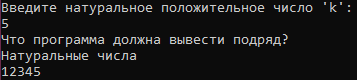 Введите натуральное положительное число 'k':
5
Что программа должна вывести подряд?
Натуральные числа
12345